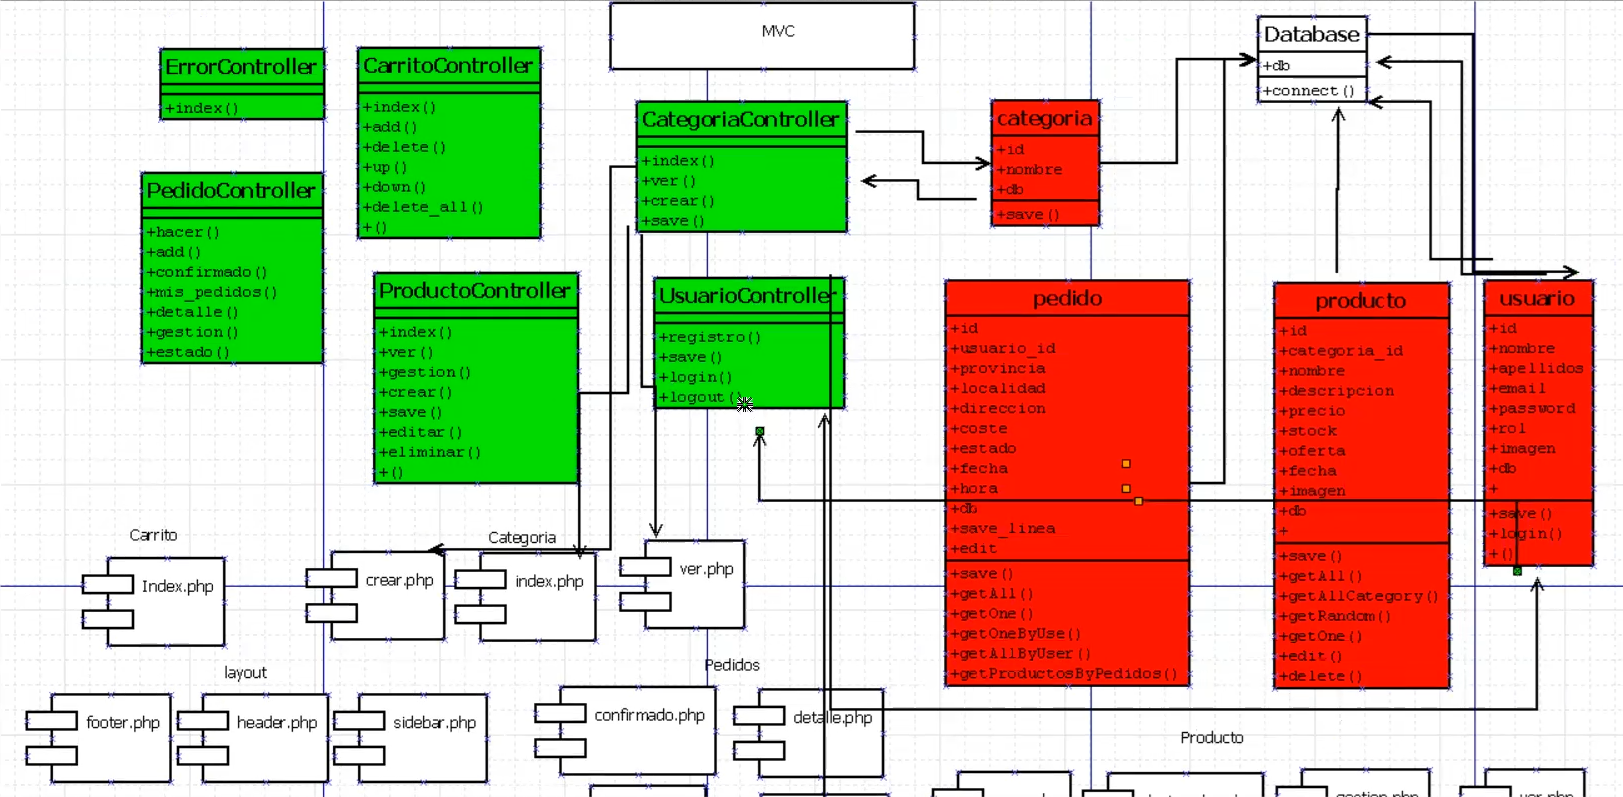 MVC
ErrorController
+index()
CarritoController
+index()
+add()
+delete()
+up()
+down()
+delete_all()
+()
CategoriaController
+index()
+ver()
+crear()
+save()
categoria
+id
+nombre
+db
+save()
Database
+db
+connect()
PedidoController
+hacer()
+add()
+confirmado()
+mis_pedidos()
+detalle()
+gestion()
+estado()
ProductoController
+index()
+ver()
+gestion()
+crear()
+save()
+editar()
+eliminar()
+()
UsuarioController
+registro()
+save()
+login()
+logout()
pedido
+id
+usuario_id
+provincia
+localidad
+direccion
+coste
+estado
+fecha
+hora
+db
+save_linea
+edit
+save()
+getAll()
+getOne()
+getOneByUse()
+getAllByUser()
+getProductosByPedidos()
producto
+id
+categoria_id
+nombre
+descripcion
+precio
+stock
+oferta
+fecha
+imagen
+db
+
+save()
+getAll()
+getAllCategory()
+getRandom()
+getOne()
+edit()
+delete()
usuario
+id
+nombre
+apellidos
+email
+password
+rol
+imagen
+db
+
+save()
+login()
+()
Carrito
Index.php
Categoria
crear.php
index.php
ver.php
layout
footer.php
header.php
sidebar.php
Pedidos
confirmado.php
detalle.php
Producto
gestion.php
ver.php